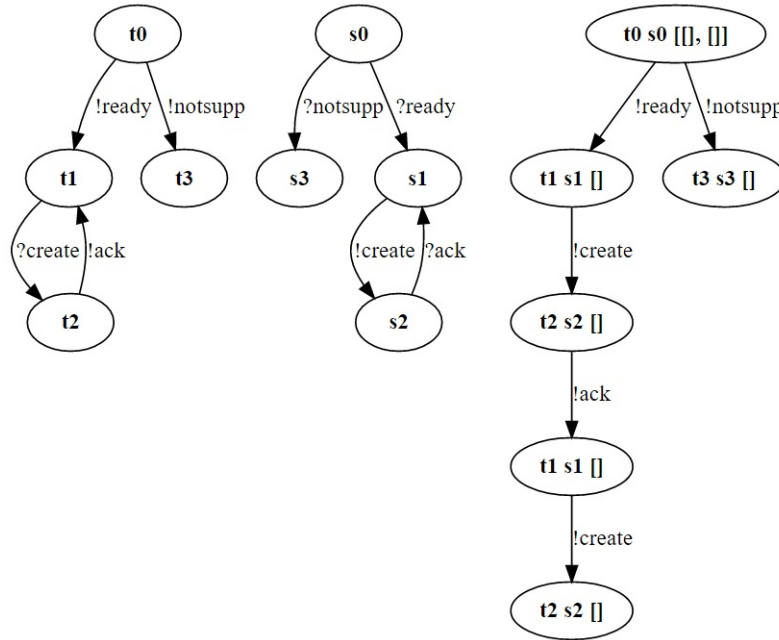 t0
s0
t0 s0 [[], []]
!ready
!notsupp
?notsupp
?ready
!ready
!notsupp
t1
t3
s3
s1
t1 s1 []
t3 s3 []
?create
!ack
!create
?ack
!create
t2
s2
t2 s2 []
!ack
t1 s1 []
!create
t2 s2 []